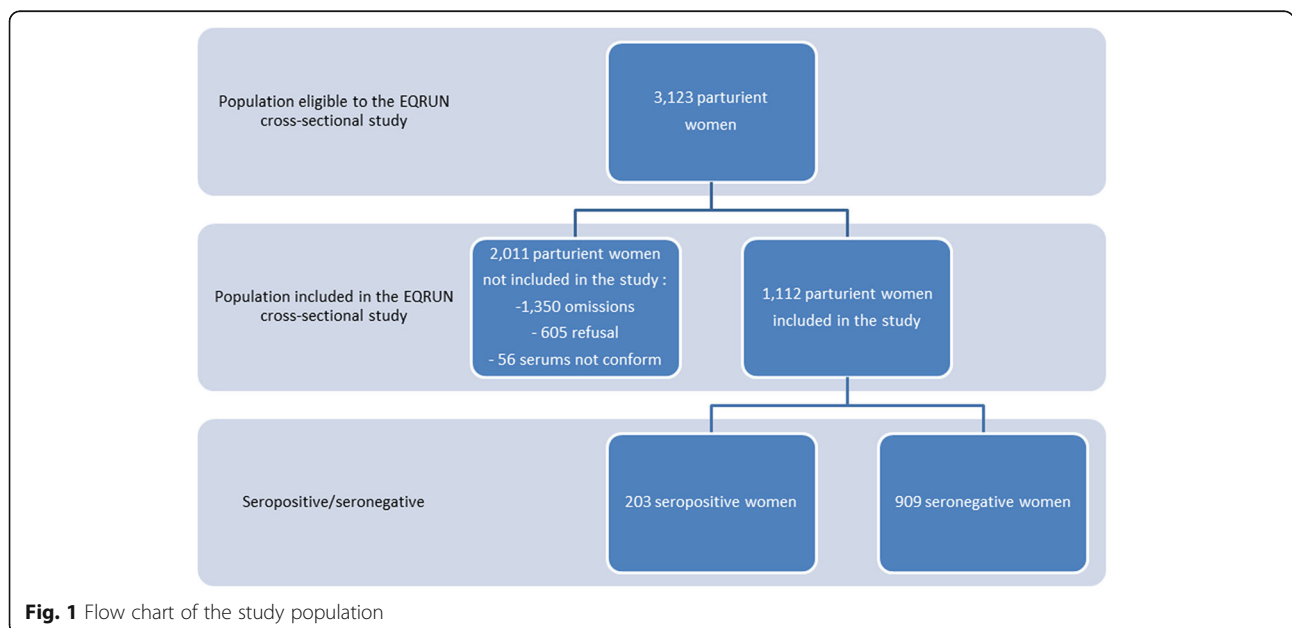 Population eligible to the EQRUN
cross-sectional study
3,123 parturient
women
Population included in the EQRUN
cross-sectional study
2,011 parturient women
not included in the study :
-1,350 omissions
- 605 refusal
- 56 serums not conform
1,112 parturient women
included in the study
Seropositive/seronegative
203 seropositive women
909 seronegative women
Fig. 1 Flow chart of the study population